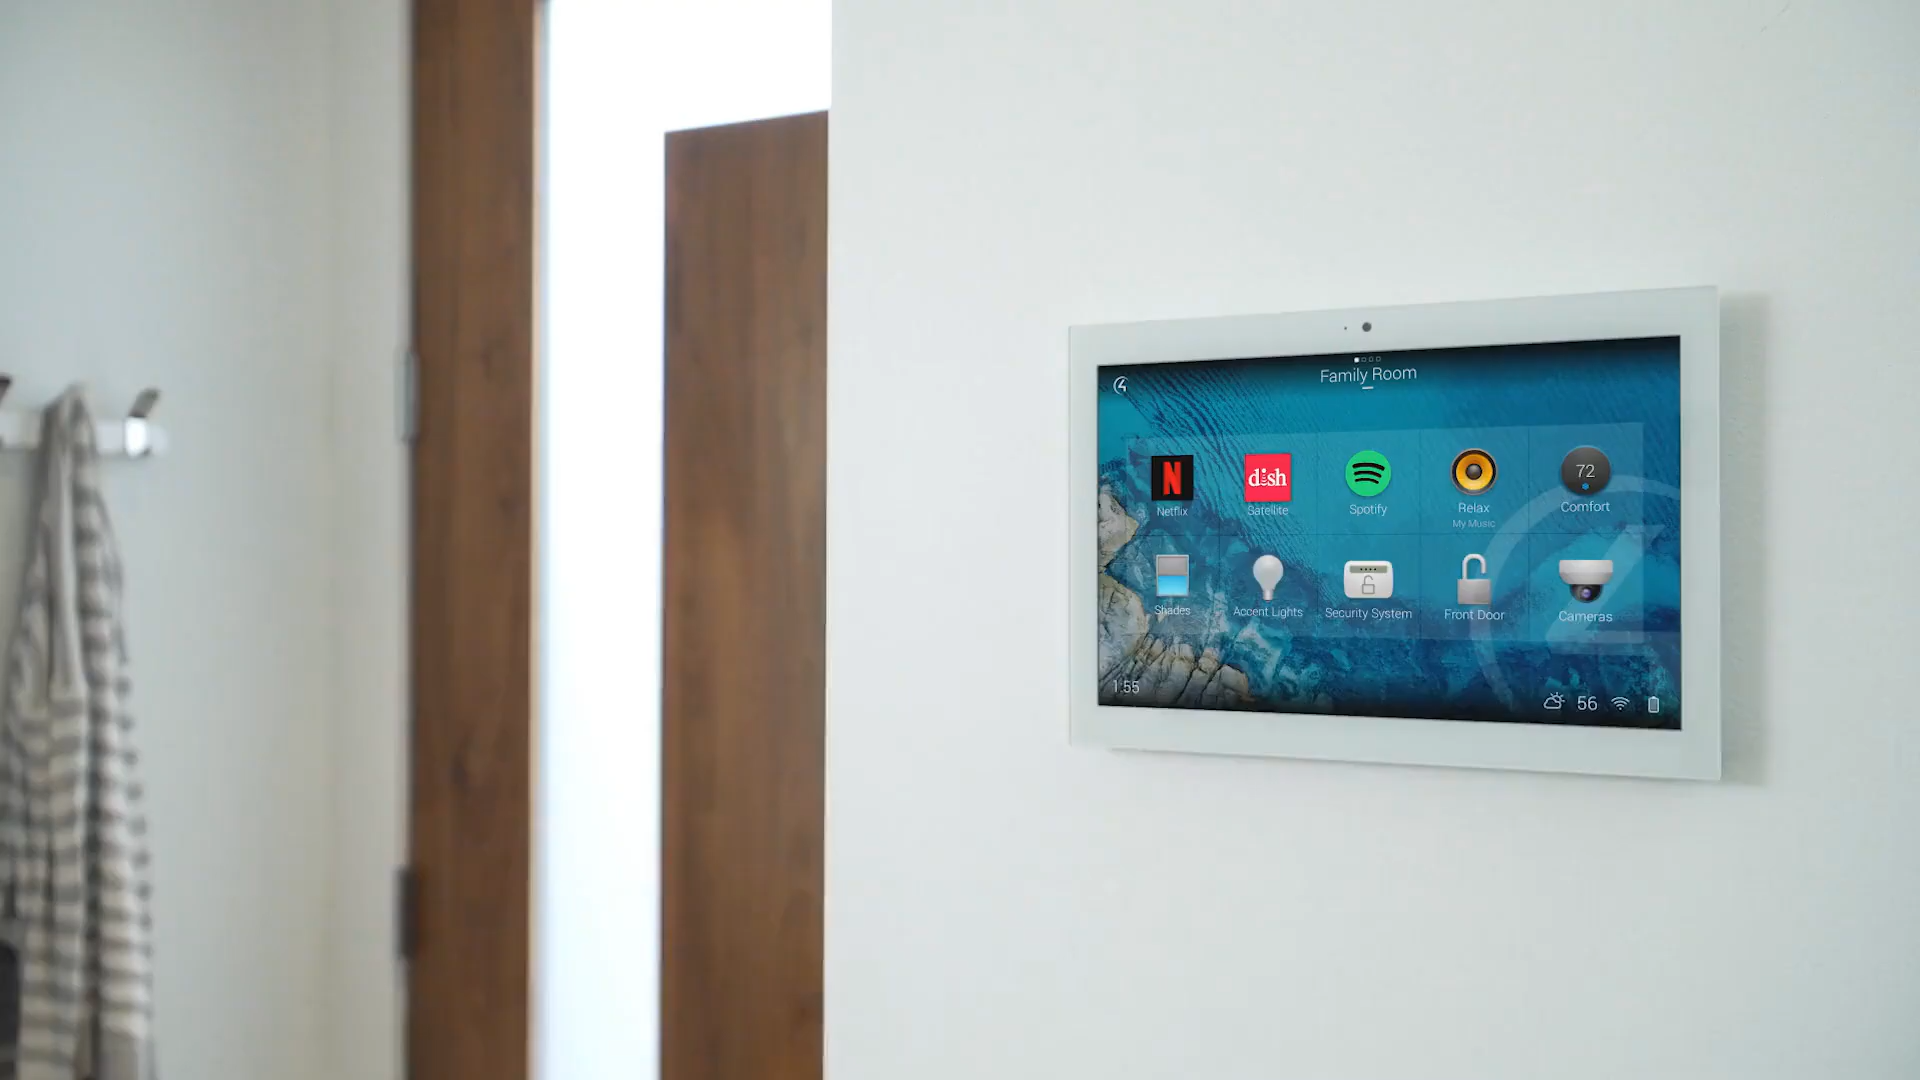 Family Room
N
dish
72
Netflix
Satellite
Spotify
Relax
My Music
Comfort
Shades
Accent Lights
Security System
Front Door
Cameras
1:55
56